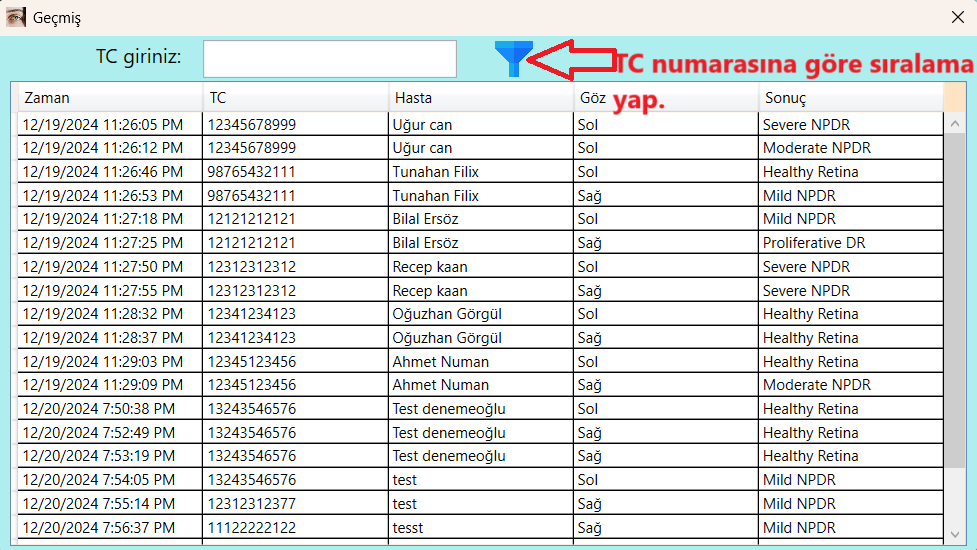 Geçmiş
TC giriniz:
TC numarasına göre sıralama
yap.
Zaman TC Hasta Göz Sonuç
12/19/2024 11:26:05 PM 12345678999 Uğur can Sol Severe NPDR
12/19/2024 11:26:12 PM 12345678999 Uğur can Sol Moderate NPDR
12/19/2024 11:26:46 PM 98765432111 Tunahan Filix Sol Healthy Retina
12/19/2024 11:26:53 PM 98765432111 Tunahan Filix Sağ Mild NPDR
12/19/2024 11:27:18 PM 12121212121 Bilal Ersöz Sol Mild NPDR
12/19/2024 11:27:25 PM 12121212121 Bilal Ersöz Sağ Proliferative DR
12/19/2024 11:27:50 PM 12312312312 Recep kaan Sol Severe NPDR
12/19/2024 11:27:55 PM 12312312312 Recep kaan Sağ Severe NPDR
12/19/2024 11:28:32 PM 12341234123 Oğuzhan Görgül Sol Healthy Retina
12/19/2024 11:28:37 PM 12341234123 Oğuzhan Görgül Sağ Healthy Retina
12/19/2024 11:29:03 PM 12345123456 Ahmet Numan Sol Healthy Retina
12/19/2024 11:29:09 PM 12345123456 Ahmet Numan Sağ Moderate NPDR
12/20/2024 7:50:38 PM 13243546576 Test denemeoğlu Sol Healthy Retina
12/20/2024 7:52:49 PM 13243546576 Test denemeoğlu Sağ Healthy Retina
12/20/2024 7:53:19 PM 13243546576 Test denemeoğlu Sağ Healthy Retina
12/20/2024 7:54:05 PM 13243546576 test Sol Mild NPDR
12/20/2024 7:55:14 PM 12312312377 test Sağ Mild NPDR
12/20/2024 7:56:37 PM 11122222122 tesst Sağ Mild NPDR